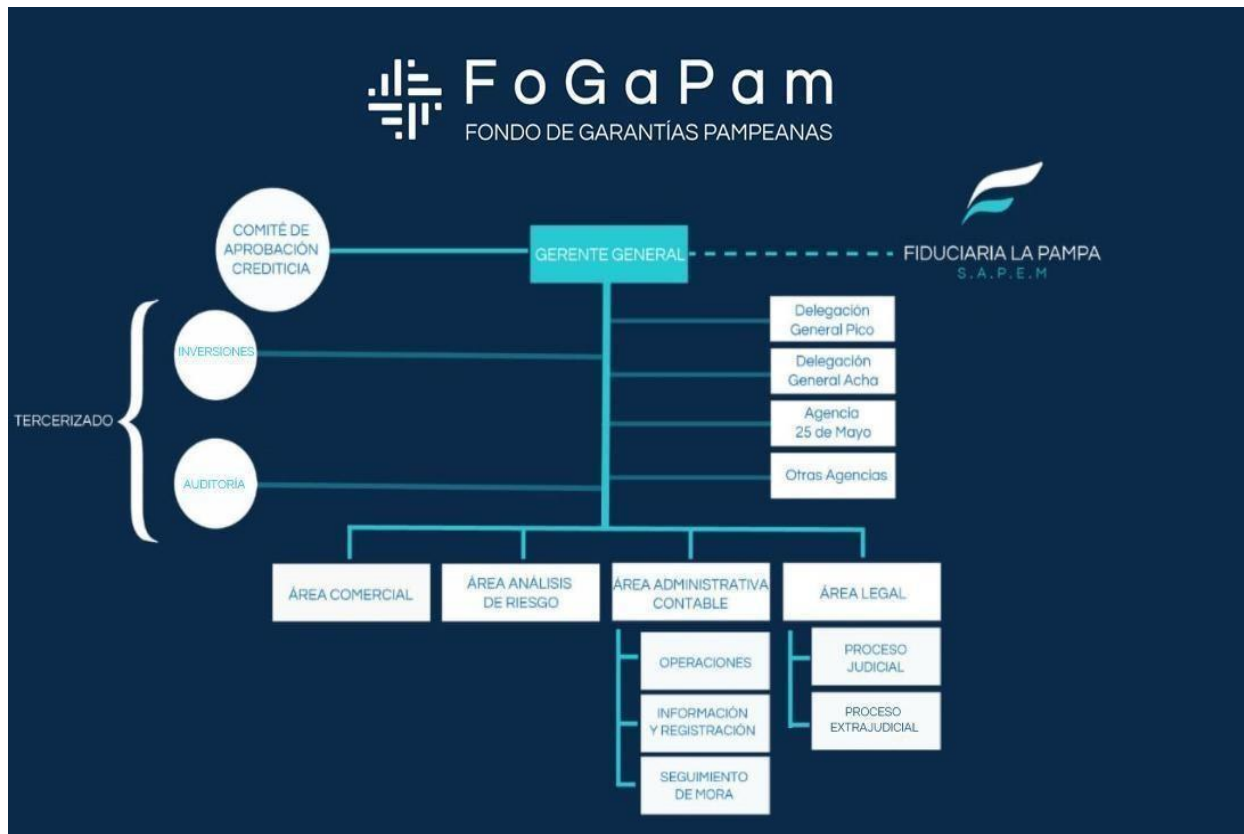 FoGaPam
FONDO DE GARANTÍAS PAMPEANAS
COMITÉ DE
APROBACIÓN
CREDITICIA
GERENTE GENERAL
FIDUCIARIA LA PAMPA
S.A.P.E.M
Delegación
General Pico
INVERSIONES
Delegación
General Acha
TERCERIZADO
Agencia
25 de Mayo
AUDITORÍA
Otras Agencias
ÁREA COMERCIAL
ÁREA ANÁLISIS
DE RIESGO
ÁREA ADMINISTRATIVA
CONTABLE
ÁREA LEGAL
OPERACIONES
INFORMACIÓN
Y REGISTRACIÓN
SEGUIMIENTO
DE MORA
PROCESO
JUDICIAL
PROCESO
EXTRAJUDICIAL